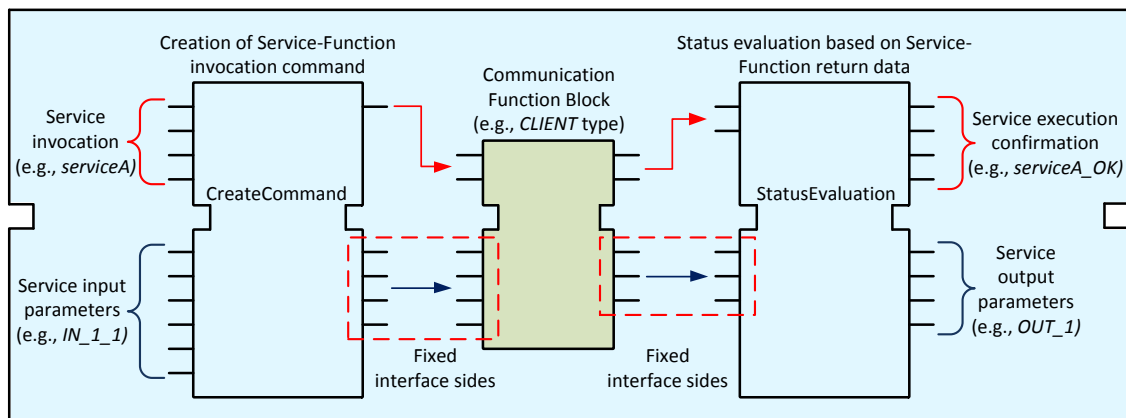 Creation of Service-Function
invocation command
Status evaluation based on Service-
Function return data
Communication
Function Block
(e.g., CLIENT type)
Service
invocation
(e.g., serviceA)
Service execution
confirmation
(e.g., serviceA_OK)
CreateCommand
StatusEvaluation
Service input
parameters
(e.g., IN_1_1)
Service
output
parameters
(e.g., OUT_1)
Fixed
interface sides
Fixed
interface sides